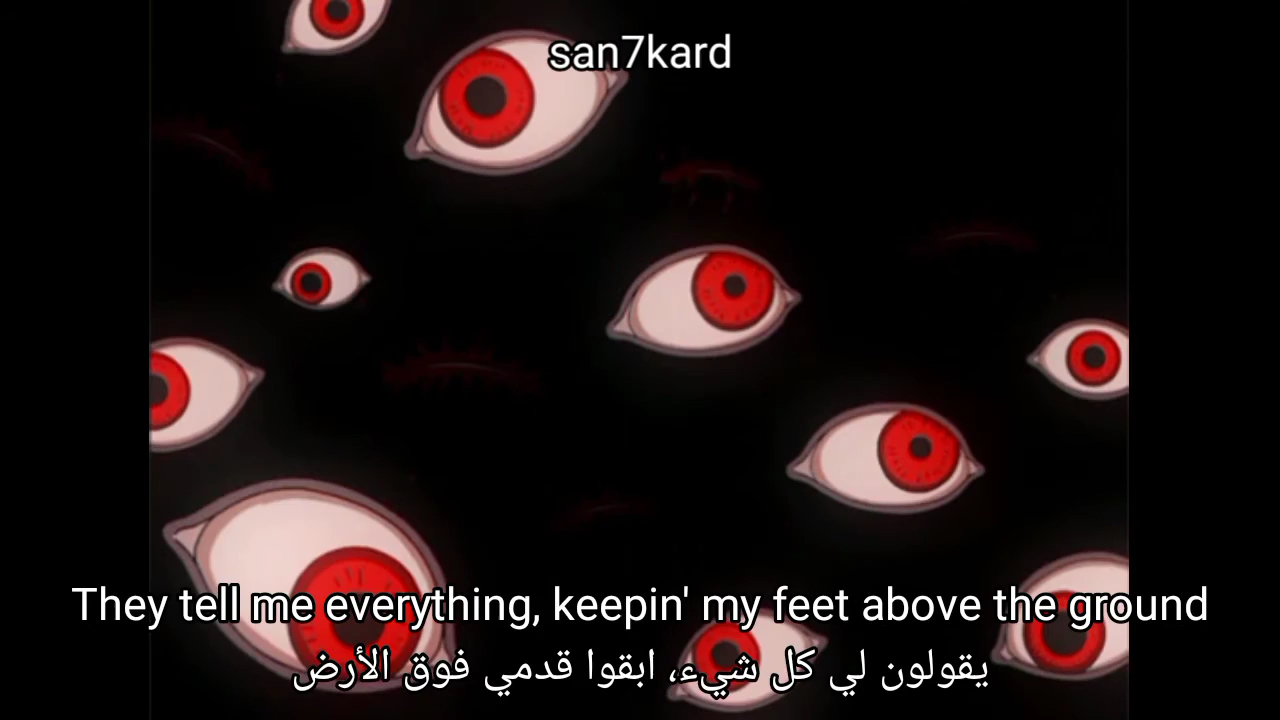 san7kard
They tell me everything, keepin' my feet above the ground
يقولون لي كل شيء، ابقوا قدمي فوق الأرض